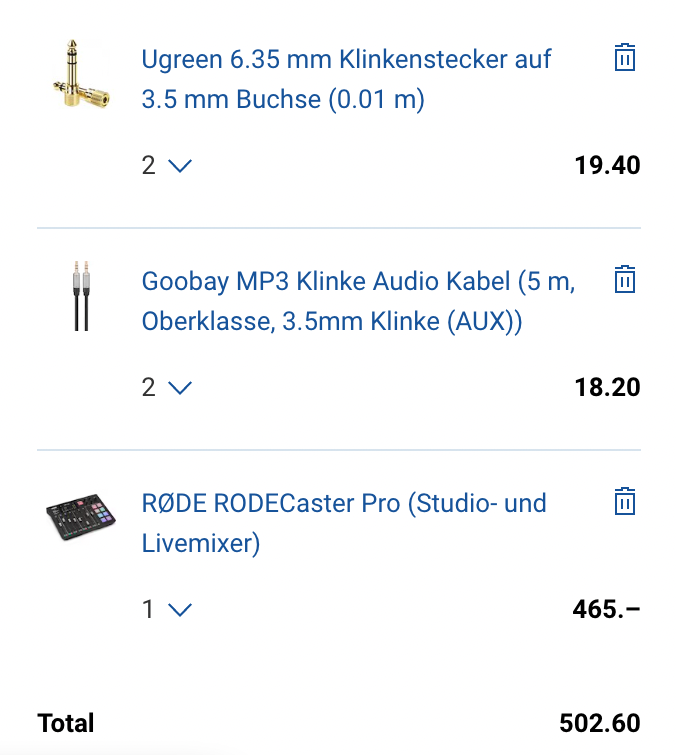 Ugreen 6.35 mm Klinkenstecker auf
3.5 mm Buchse (0.01 m)
2
19.40
Goobay MP3 Klinke Audio Kabel (5 m,
Oberklasse, 3.5mm Klinke (AUX))
2
18.20
RØDE RODECaster Pro (Studio- und
Livemixer)
1
465.–
Total
502.60